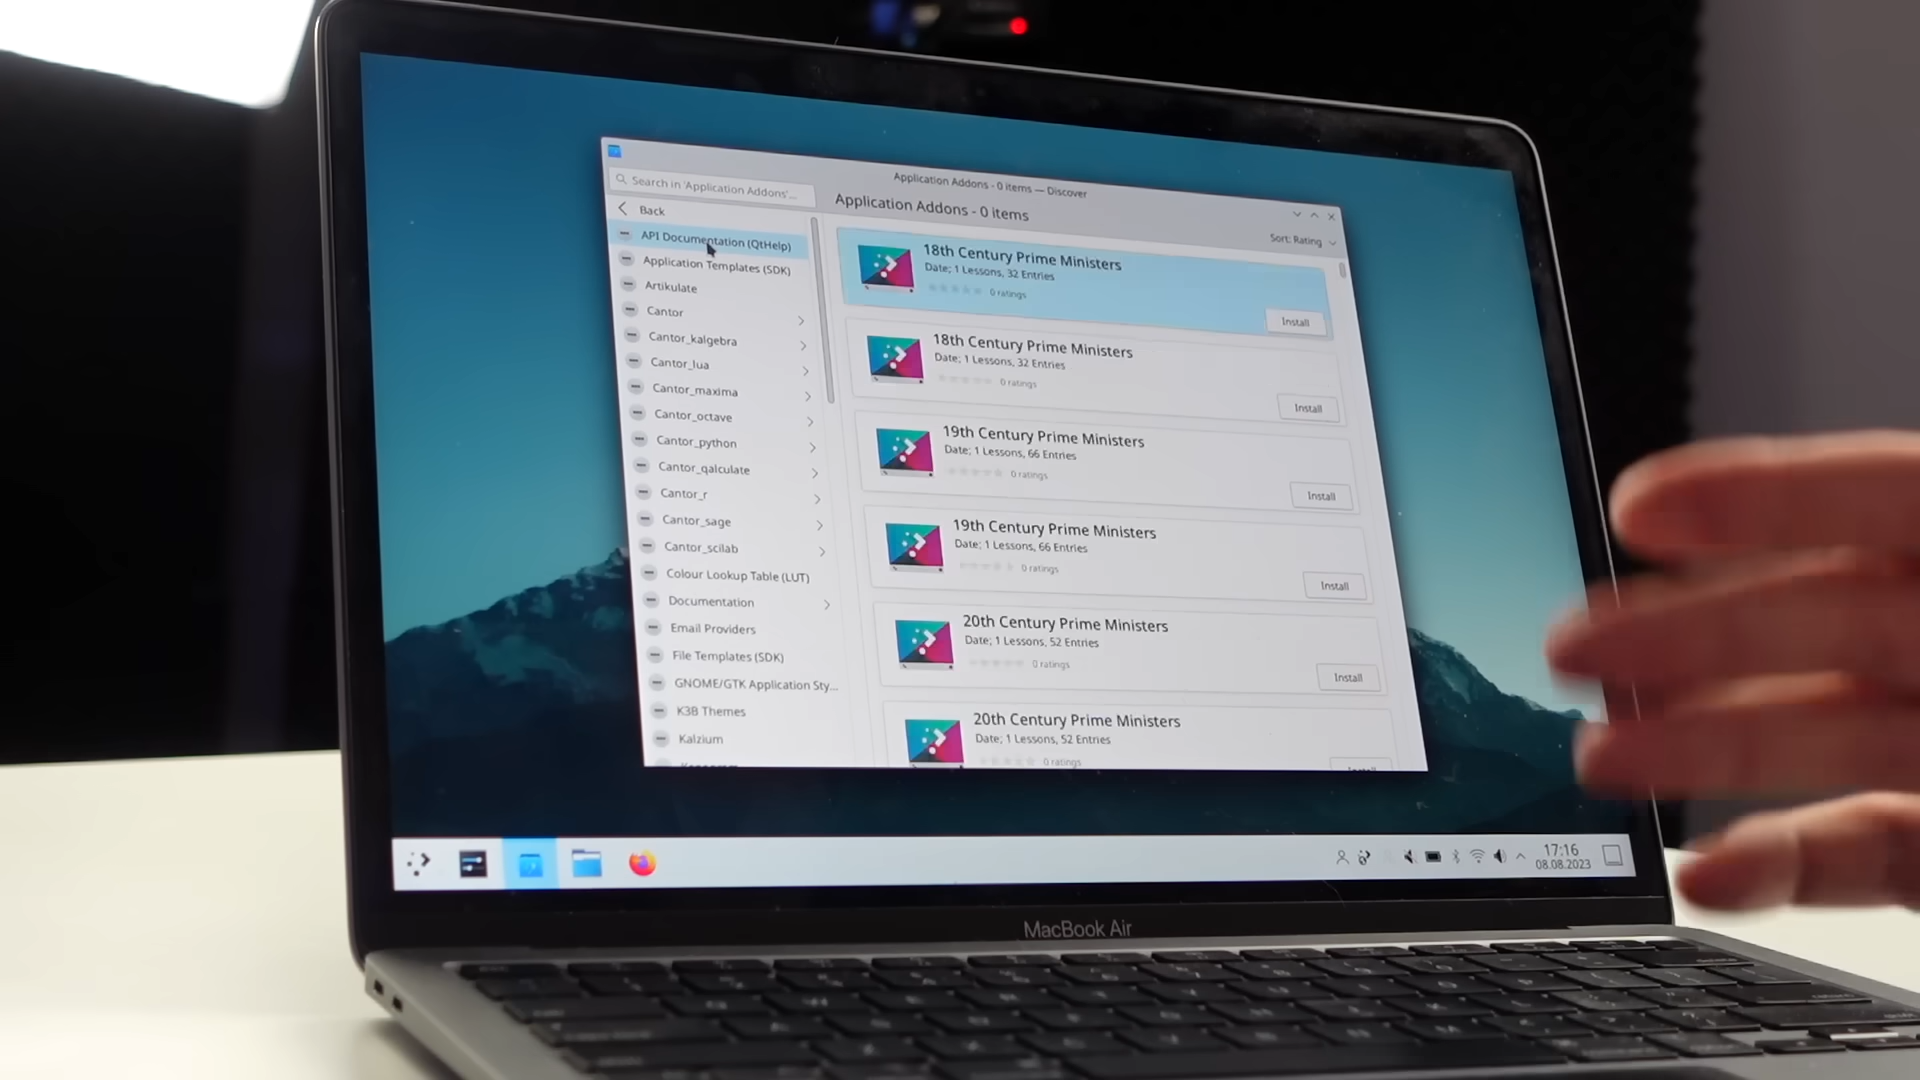 Application Addons - 0 items — Discover
Search in 'Application Addons'...
Application Addons - 0 items
Sort: Rating
Back
API Documentation (QtHelp)
Application Templates (SDK)
Artikulate
Cantor
Cantor_kalgebra
Cantor_lua
Cantor_maxima
Cantor_octave
Cantor_python
Cantor_qalculate
Cantor_r
Cantor_sage
Cantor_scilab
Colour Lookup Table (LUT)
Documentation
Email Providers
File Templates (SDK)
GNOME/GTK Application Sty...
K3B Themes
Kalzium
18th Century Prime Ministers
Date; 1 Lessons, 32 Entries
0 ratings
Install
18th Century Prime Ministers
Date; 1 Lessons, 32 Entries
0 ratings
Install
19th Century Prime Ministers
Date; 1 Lessons, 66 Entries
0 ratings
Install
19th Century Prime Ministers
Date; 1 Lessons, 66 Entries
0 ratings
Install
20th Century Prime Ministers
Date; 1 Lessons, 52 Entries
0 ratings
Install
20th Century Prime Ministers
Date; 1 Lessons, 52 Entries
0 ratings
17:16
08.08.2023
MacBook Air